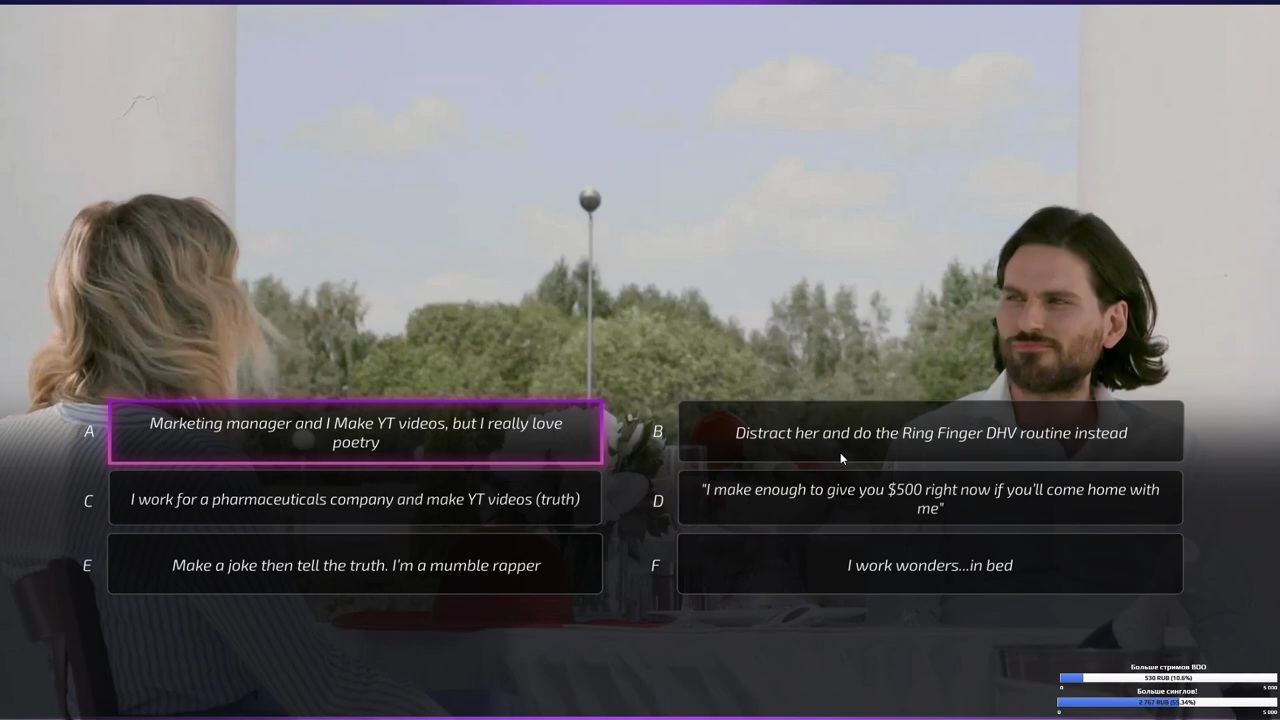 A
Marketing manager and I Make YT videos, but I really love
poetry
B
Distract her and do the Ring Finger DHV routine instead
C
I work for a pharmaceuticals company and make YT videos (truth)
D
"I make enough to give you $500 right now if you'll come home with
me"
E
Make a joke then tell the truth. I'm a mumble rapper
F
I work wonders...in bed
Больше стримов BDO
530 RUB (10.6%)
0
5 000
Больше синглов!
2 767 RUB (55.34%)
0
5 000